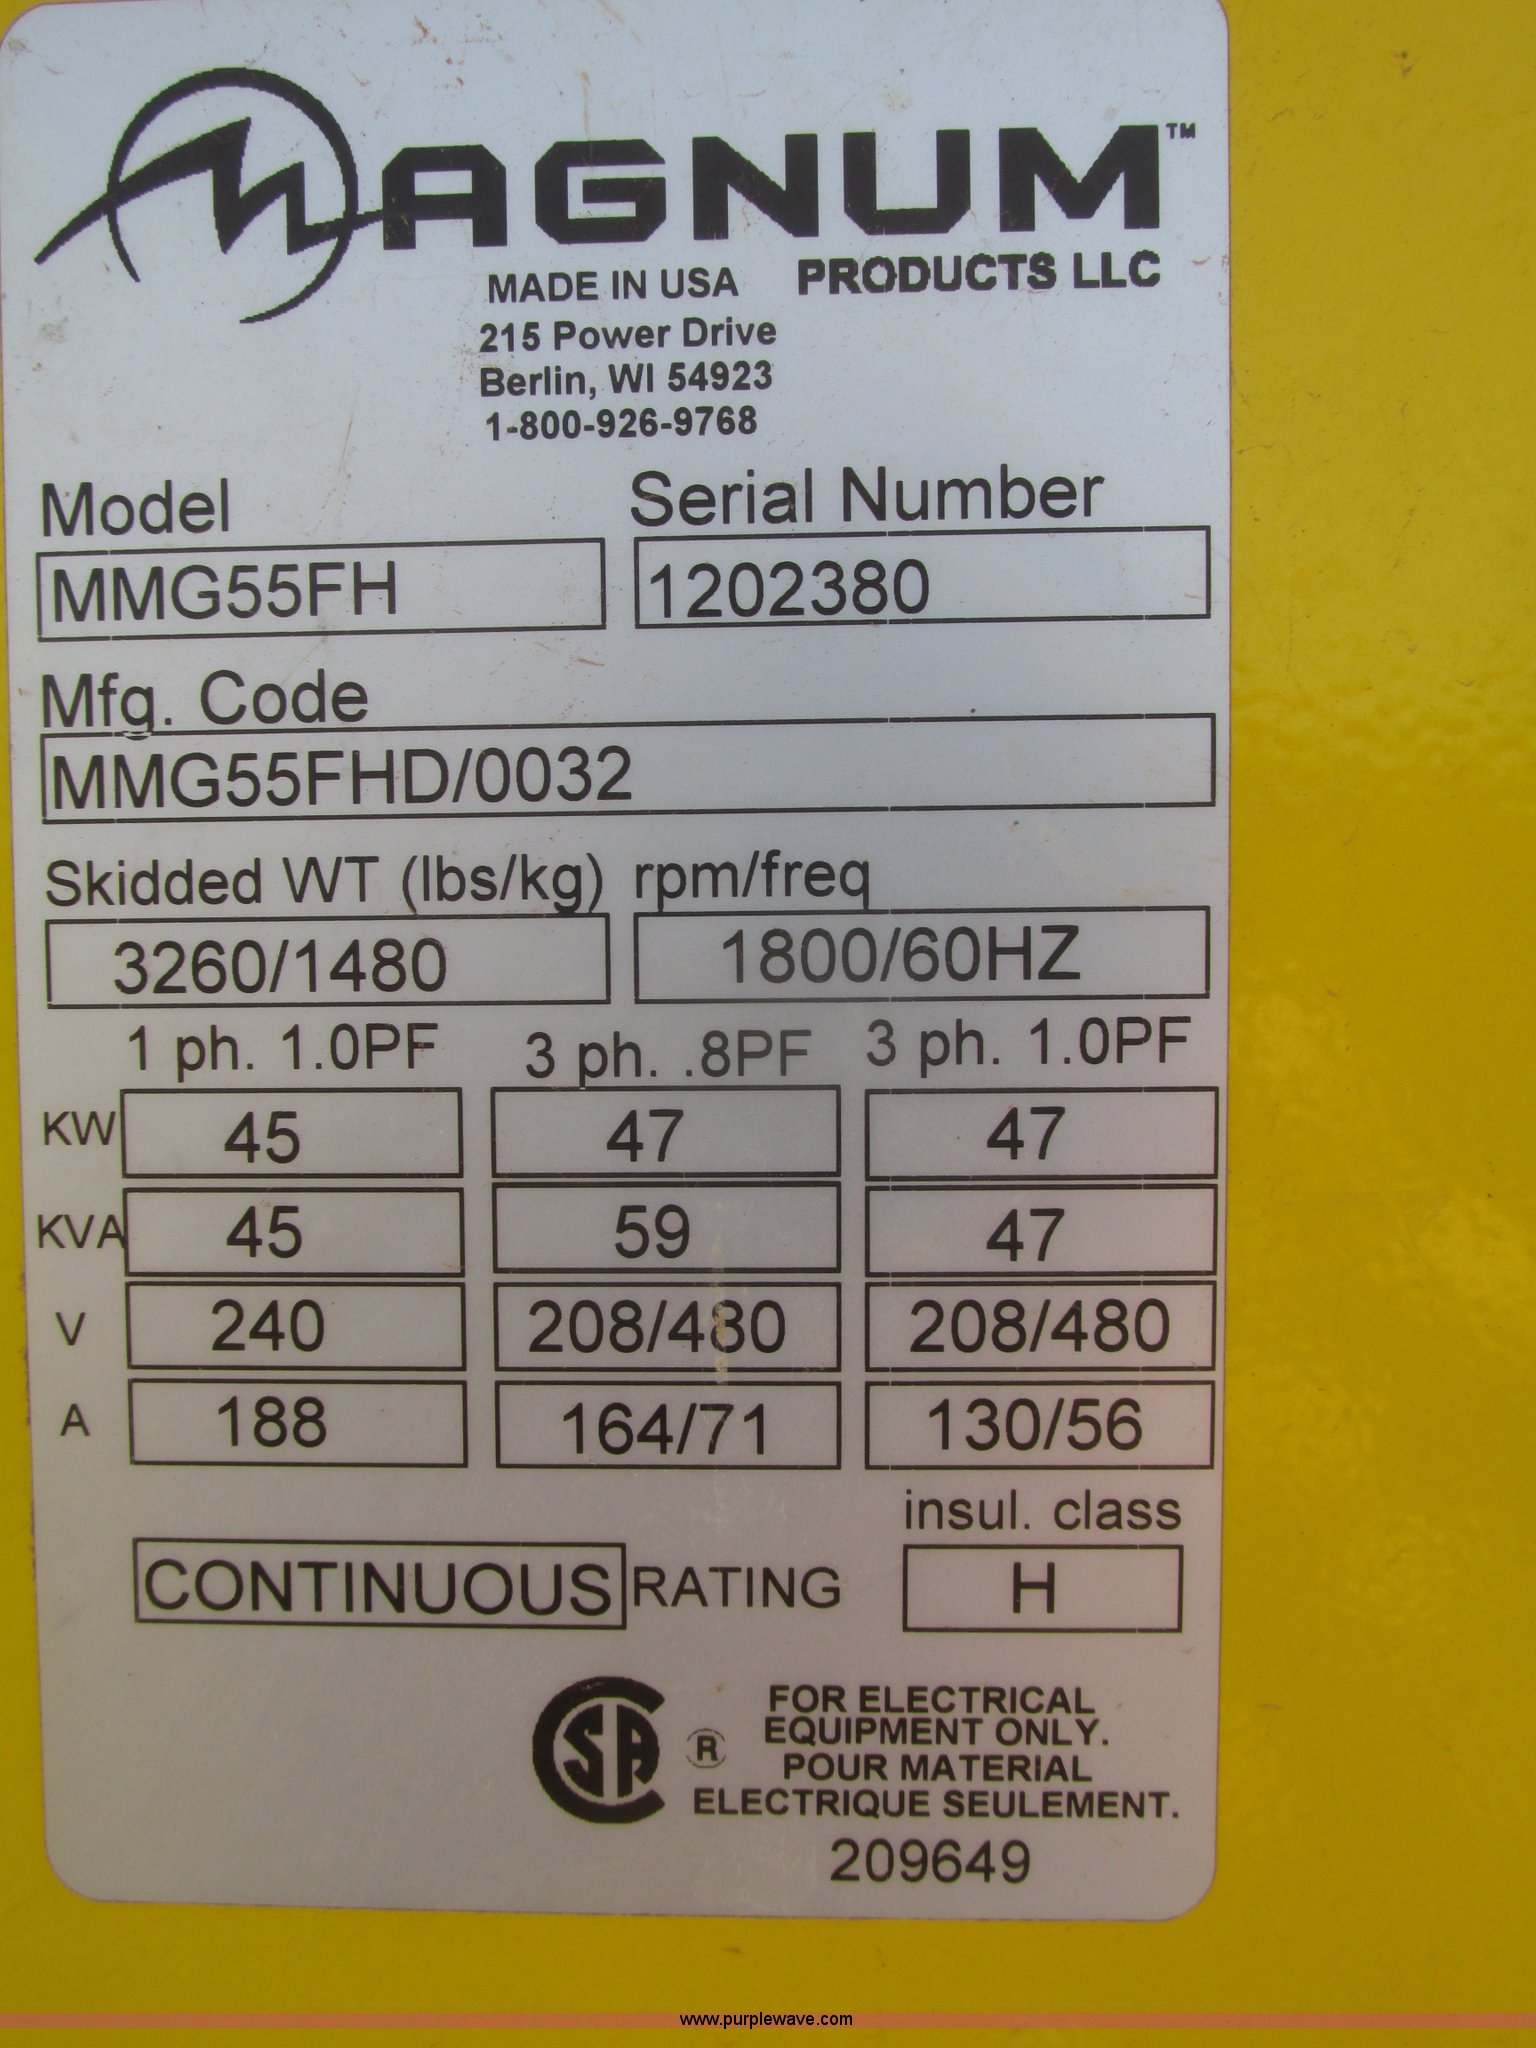 MAGNUM™
MADE IN USA PRODUCTS LLC
215 Power Drive
Berlin, WI 54923
1-800-926-9768
Model Serial Number
MMG55FH 1202380
Mfg. Code
MMG55FHD/0032
Skidded WT (lbs/kg) rpm/freq
3260/1480 1800/60HZ
1 ph. 1.0PF 3 ph. .8PF 3 ph. 1.0PF
KW 45 47 47
KVA 45 59 47
V 240 208/480 208/480
A 188 164/71 130/56
insul. class
CONTINUOUS RATING H
CSA ® FOR ELECTRICAL
EQUIPMENT ONLY.
POUR MATERIAL
ELECTRIQUE SEULEMENT.
209649
www.purplewave.com